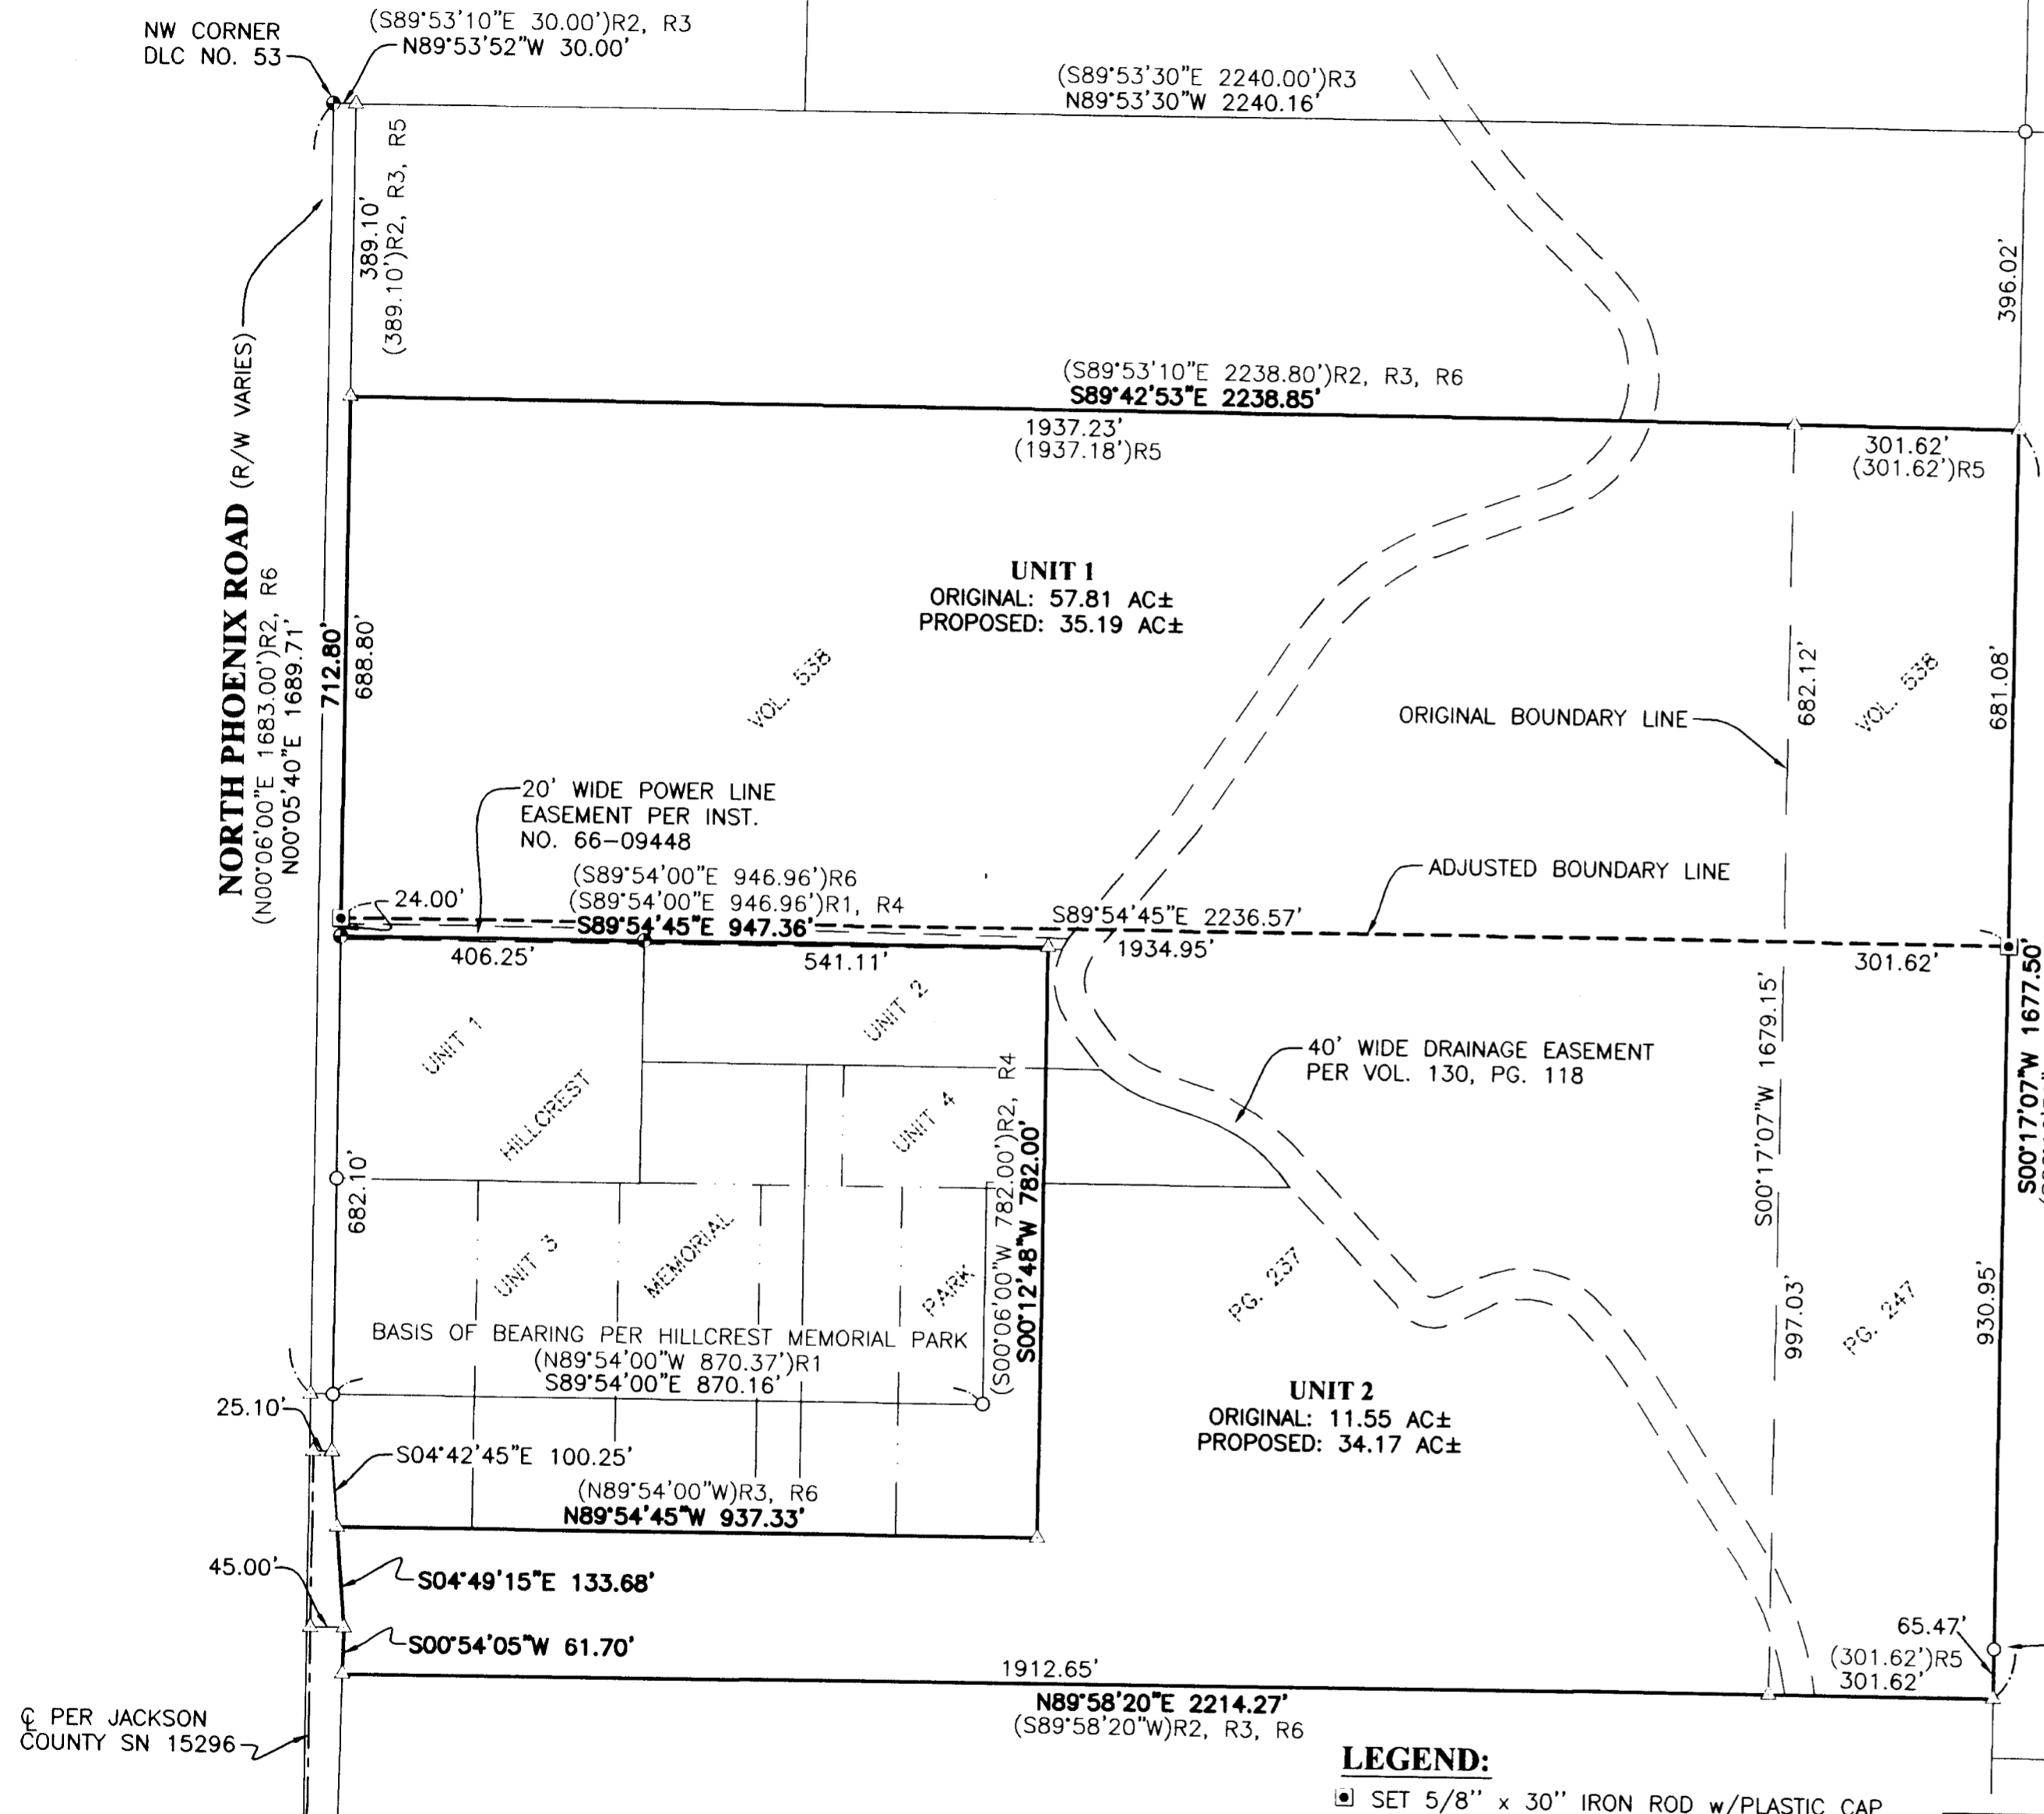 NW CORNER
DLC NO. 53
(S89°53'10"E 30.00')R2, R3
N89°53'52"W 30.00'
(S89°53'30"E 2240.00')R3
N89°53'30"W 2240.16'
389.10'
(389.10')R2, R3, R5
396.02'
NORTH PHOENIX ROAD (R/W VARIES)
(N00°06'00"E 1683.00')R2, R6
N00°05'40"E 1689.71'
(S89°53'10"E 2238.80')R2, R3, R6
S89°42'53"E 2238.85'
1937.23'
(1937.18')R5
301.62'
(301.62')R5
712.80'
688.80'
UNIT 1
ORIGINAL: 57.81 AC±
PROPOSED: 35.19 AC±
VOL. 538
ORIGINAL BOUNDARY LINE
682.12'
VOL. 538
681.08'
20' WIDE POWER LINE
EASEMENT PER INST.
NO. 66-09448
(S89°54'00"E 946.96')R6
(S89°54'00"E 946.96')R1, R4
S89°54'45"E 947.36'
24.00'
406.25'
541.11'
ADJUSTED BOUNDARY LINE
S89°54'45"E 2236.57'
1934.95'
301.62'
S00°17'07"W 1677.50'
UNIT 1
UNIT 2
HILLCREST
UNIT 4
40' WIDE DRAINAGE EASEMENT
PER VOL. 130, PG. 118
S00°17'07"W 1679.15'
682.10'
(S00°06'00"W 782.00')R2, R4
S00°12'48"W 782.00'
UNIT 3
MEMORIAL
PARK
PG. 237
997.03'
PG. 247
930.95'
BASIS OF BEARING PER HILLCREST MEMORIAL PARK
(N89°54'00"W 870.37')R1
S89°54'00"E 870.16'
25.10'
S04°42'45"E 100.25'
(N89°54'00"W)R3, R6
N89°54'45"W 937.33'
UNIT 2
ORIGINAL: 11.55 AC±
PROPOSED: 34.17 AC±
45.00'
S04°49'15"E 133.68'
S00°54'05"W 61.70'
65.47'
(301.62')R5
301.62'
1912.65'
N89°58'20"E 2214.27'
(S89°58'20"W)R2, R3, R6
℄ PER JACKSON
COUNTY SN 15296
LEGEND:
SET 5/8'' x 30'' IRON ROD w/PLASTIC CAP